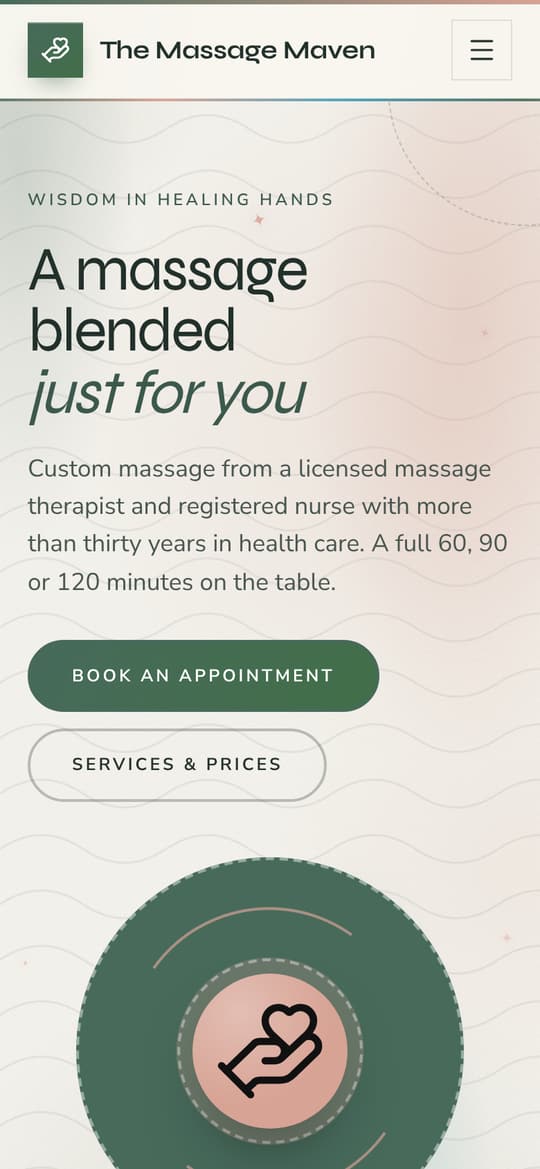 The Massage Maven
WISDOM IN HEALING HANDS
A massage
blended
just for you
Custom massage from a licensed massage
therapist and registered nurse with more
than thirty years in health care. A full 60, 90
or 120 minutes on the table.
BOOK AN APPOINTMENT
SERVICES & PRICES